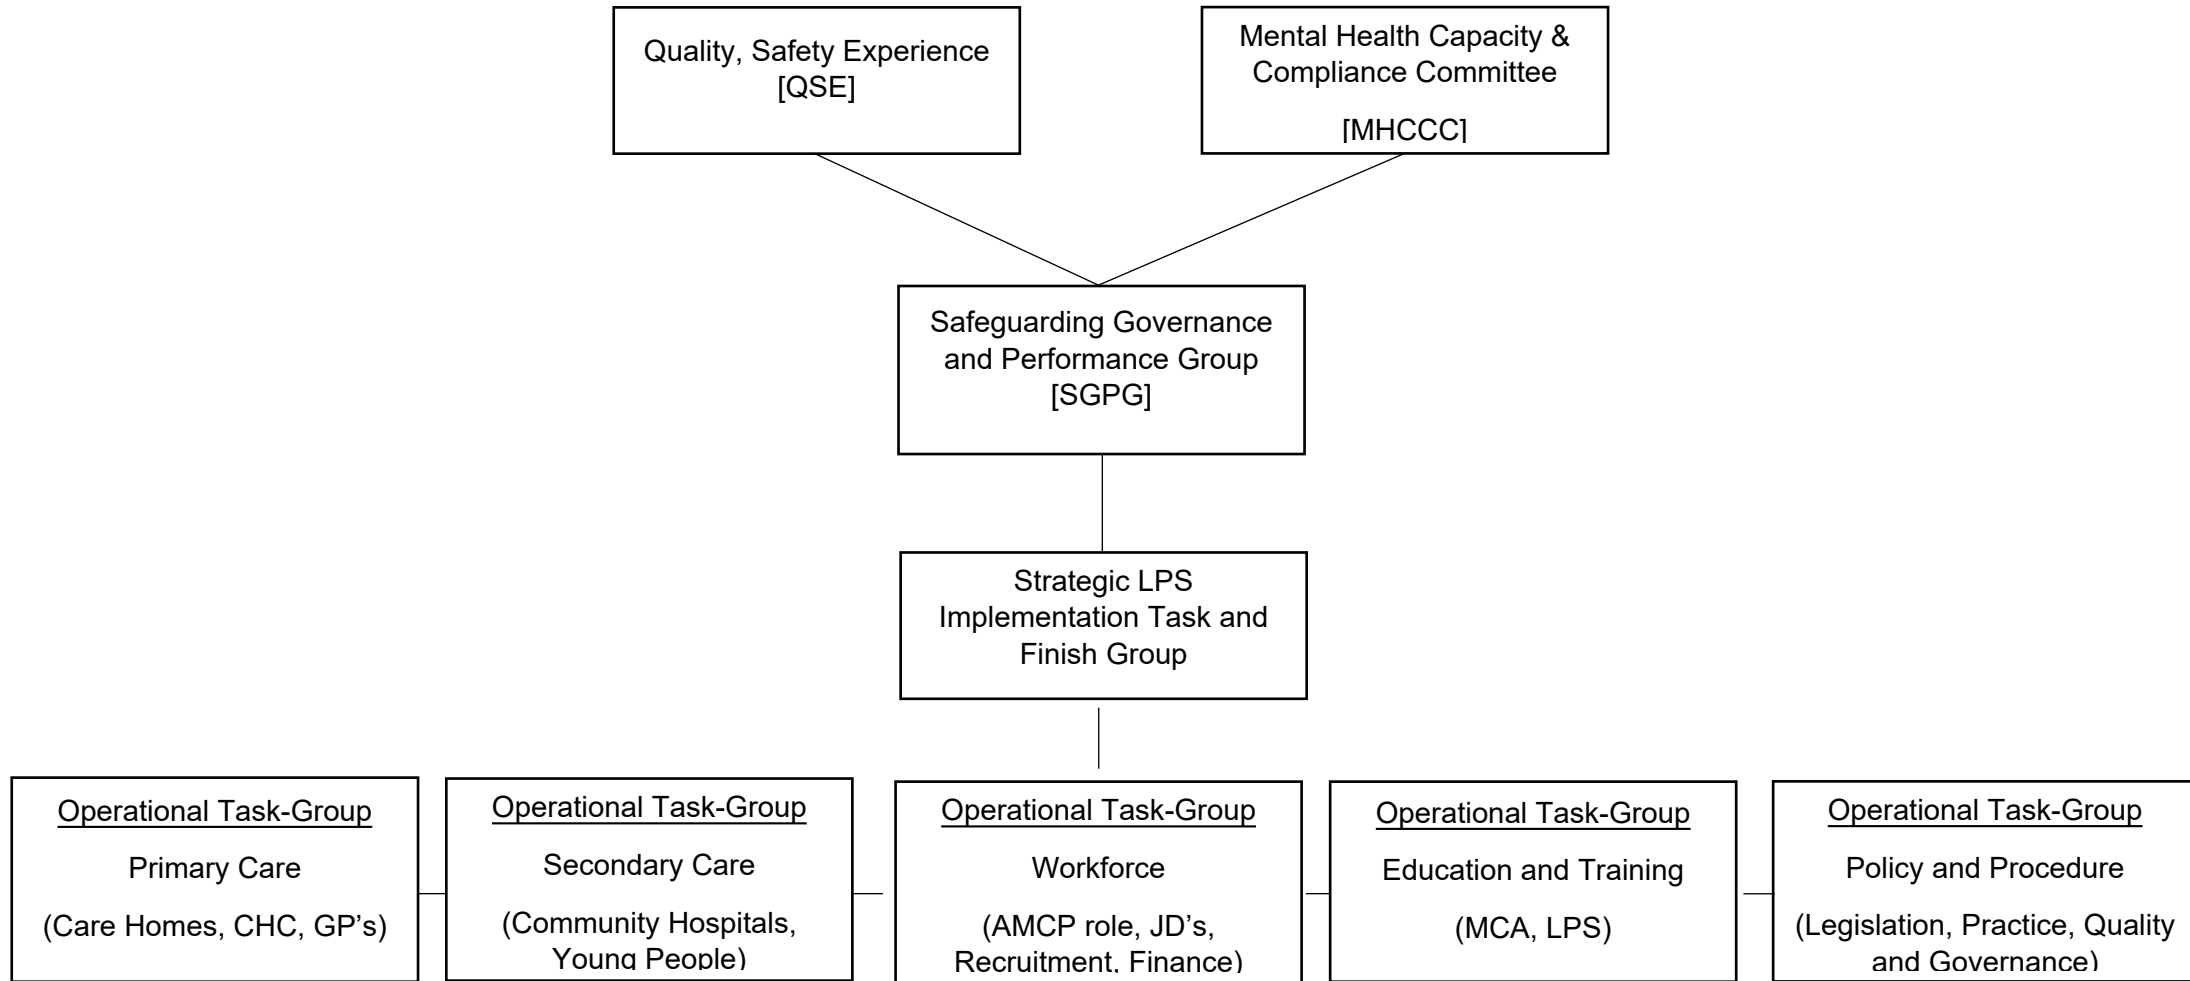 Quality, Safety Experience
[QSE]
Mental Health Capacity &
Compliance Committee
[MHCCC]
Safeguarding Governance
and Performance Group
[SGPG]
Strategic LPS
Implementation Task and
Finish Group
Operational Task-Group
Primary Care
(Care Homes, CHC, GP’s)
Operational Task-Group
Secondary Care
(Community Hospitals,
Young People)
Operational Task-Group
Workforce
(AMCP role, JD’s,
Recruitment, Finance)
Operational Task-Group
Education and Training
(MCA, LPS)
Operational Task-Group
Policy and Procedure
(Legislation, Practice, Quality
and Governance)